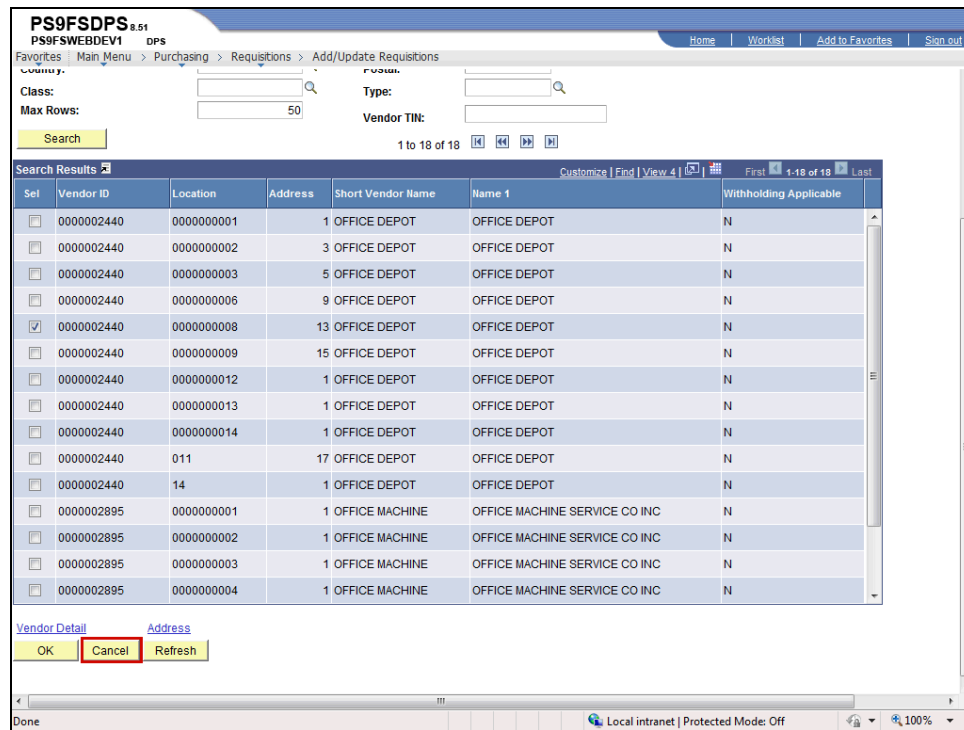 PS9FSDPS 8.51
PS9FSWEBDEV1 DPS
Home | Worklist | Add to Favorites | Sign out
Favorites | Main Menu > Purchasing > Requisitions > Add/Update Requisitions
Country: Postal:
Class: Type:
Max Rows: 50 Vendor TIN:
Search 1 to 18 of 18
Search Results Customize | Find | View 4 | | First 1-18 of 18 Last
Sel Vendor ID Location Address Short Vendor Name Name 1 Withholding Applicable
0000002440 0000000001 1 OFFICE DEPOT OFFICE DEPOT N
0000002440 0000000002 3 OFFICE DEPOT OFFICE DEPOT N
0000002440 0000000003 5 OFFICE DEPOT OFFICE DEPOT N
0000002440 0000000006 9 OFFICE DEPOT OFFICE DEPOT N
0000002440 0000000008 13 OFFICE DEPOT OFFICE DEPOT N
0000002440 0000000009 15 OFFICE DEPOT OFFICE DEPOT N
0000002440 0000000012 1 OFFICE DEPOT OFFICE DEPOT N
0000002440 0000000013 1 OFFICE DEPOT OFFICE DEPOT N
0000002440 0000000014 1 OFFICE DEPOT OFFICE DEPOT N
0000002440 011 17 OFFICE DEPOT OFFICE DEPOT N
0000002440 14 1 OFFICE DEPOT OFFICE DEPOT N
0000002895 0000000001 1 OFFICE MACHINE OFFICE MACHINE SERVICE CO INC N
0000002895 0000000002 1 OFFICE MACHINE OFFICE MACHINE SERVICE CO INC N
0000002895 0000000003 1 OFFICE MACHINE OFFICE MACHINE SERVICE CO INC N
0000002895 0000000004 1 OFFICE MACHINE OFFICE MACHINE SERVICE CO INC N
Vendor Detail Address
OK Cancel Refresh
Done Local intranet | Protected Mode: Off 100%